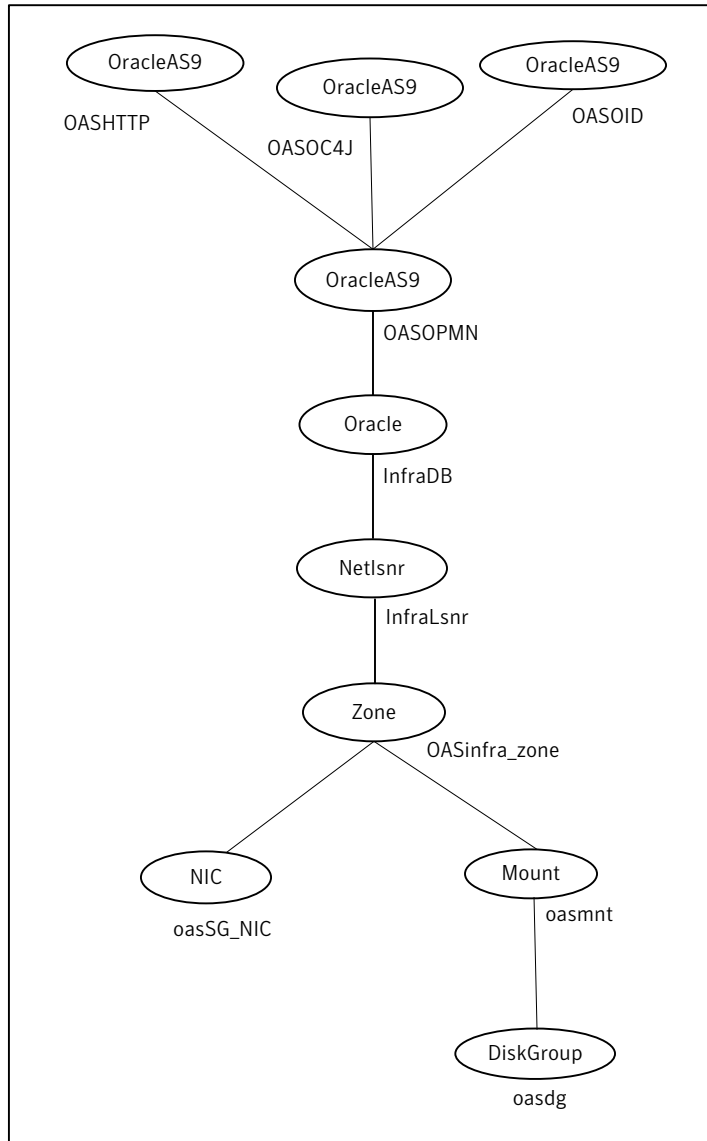 OracleAS9
OracleAS9
OracleAS9
OASHTTP
OASOC4J
OASOID
OracleAS9
OASOPMN
Oracle
InfraDB
Netlsnr
InfraLsnr
Zone
OASinfra_zone
NIC
oasSG_NIC
Mount
oasmnt
DiskGroup
oasdg